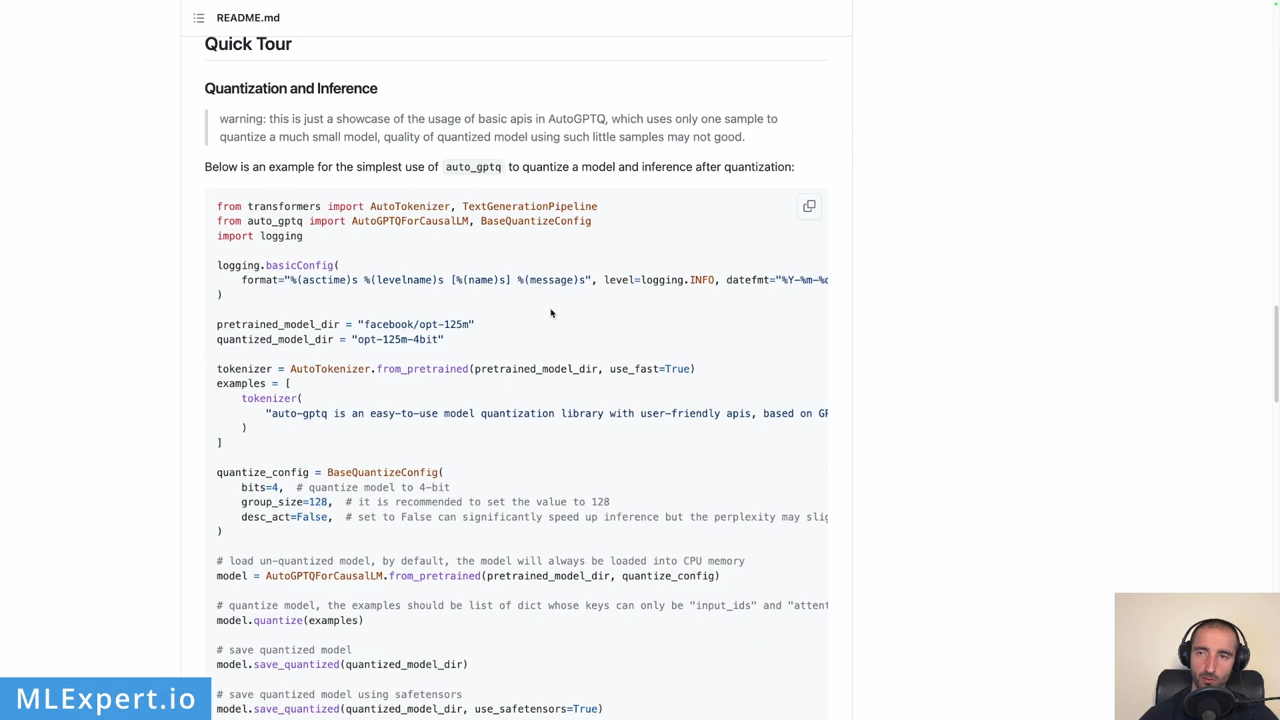 README.md
Quick Tour
Quantization and Inference
warning: this is just a showcase of the usage of basic apis in AutoGPTQ, which uses only one sample to
quantize a much small model, quality of quantized model using such little samples may not good.
Below is an example for the simplest use of auto_gptq to quantize a model and inference after quantization:
from transformers import AutoTokenizer, TextGenerationPipeline
from auto_gptq import AutoGPTQForCausalLM, BaseQuantizeConfig
import logging
logging.basicConfig(
format="%(asctime)s %(levelname)s [%(name)s] %(message)s", level=logging.INFO, datefmt="%Y-%m-%
)
pretrained_model_dir = "facebook/opt-125m"
quantized_model_dir = "opt-125m-4bit"
tokenizer = AutoTokenizer.from_pretrained(pretrained_model_dir, use_fast=True)
examples = [
tokenizer(
"auto-gptq is an easy-to-use model quantization library with user-friendly apis, based on
)
]
quantize_config = BaseQuantizeConfig(
bits=4, # quantize model to 4-bit
group_size=128, # it is recommended to set the value to 128
desc_act=False, # set to False can significantly speed up inference but the perplexity may
)
# load un-quantized model, by default, the model will always be loaded into CPU memory
model = AutoGPTQForCausalLM.from_pretrained(pretrained_model_dir, quantize_config)
# quantize model, the examples should be list of dict whose keys can only be "input_ids" and
model.quantize(examples)
# save quantized model
model.save_quantized(quantized_model_dir)
# save quantized model using safetensors
model.save_quantized(quantized_model_dir, use_safetensors=True)
MLExpert.io